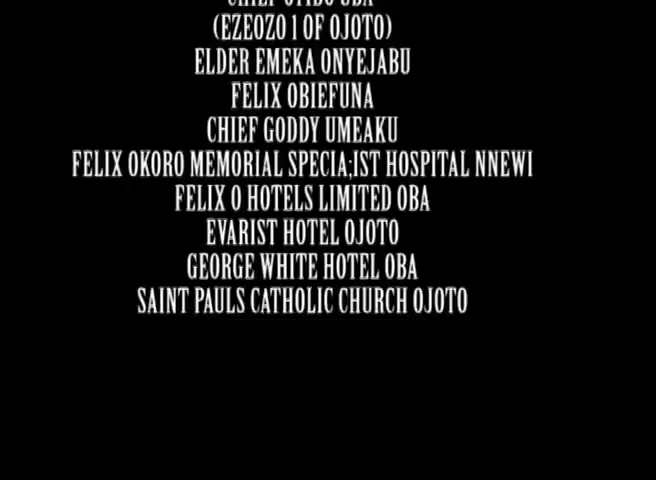 (EZEOZO 1 OF OJOTO)
ELDER EMEKA ONYEJABU
FELIX OBIEFUNA
CHIEF GODDY UMEAKU
FELIX OKORO MEMORIAL SPECIA;IST HOSPITAL NNEWI
FELIX O HOTELS LIMITED OBA
EVARIST HOTEL OJOTO
GEORGE WHITE HOTEL OBA
SAINT PAULS CATHOLIC CHURCH OJOTO